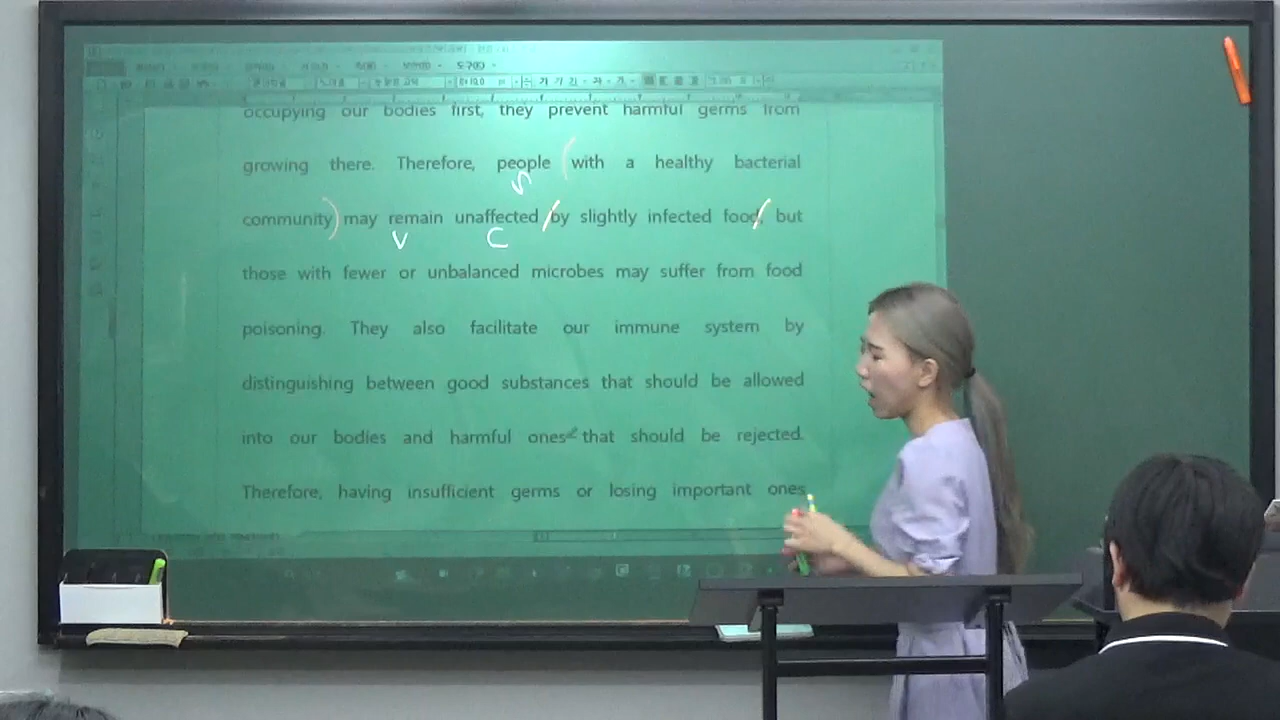 occupying our bodies first, they prevent harmful germs from
growing there. Therefore, people (with a healthy bacterial
S
community) may remain unaffected / by slightly infected food, / but
V C
those with fewer or unbalanced microbes may suffer from food
poisoning. They also facilitate our immune system by
distinguishing between good substances that should be allowed
into our bodies and harmful ones that should be rejected.
Therefore, having insufficient germs or losing important ones